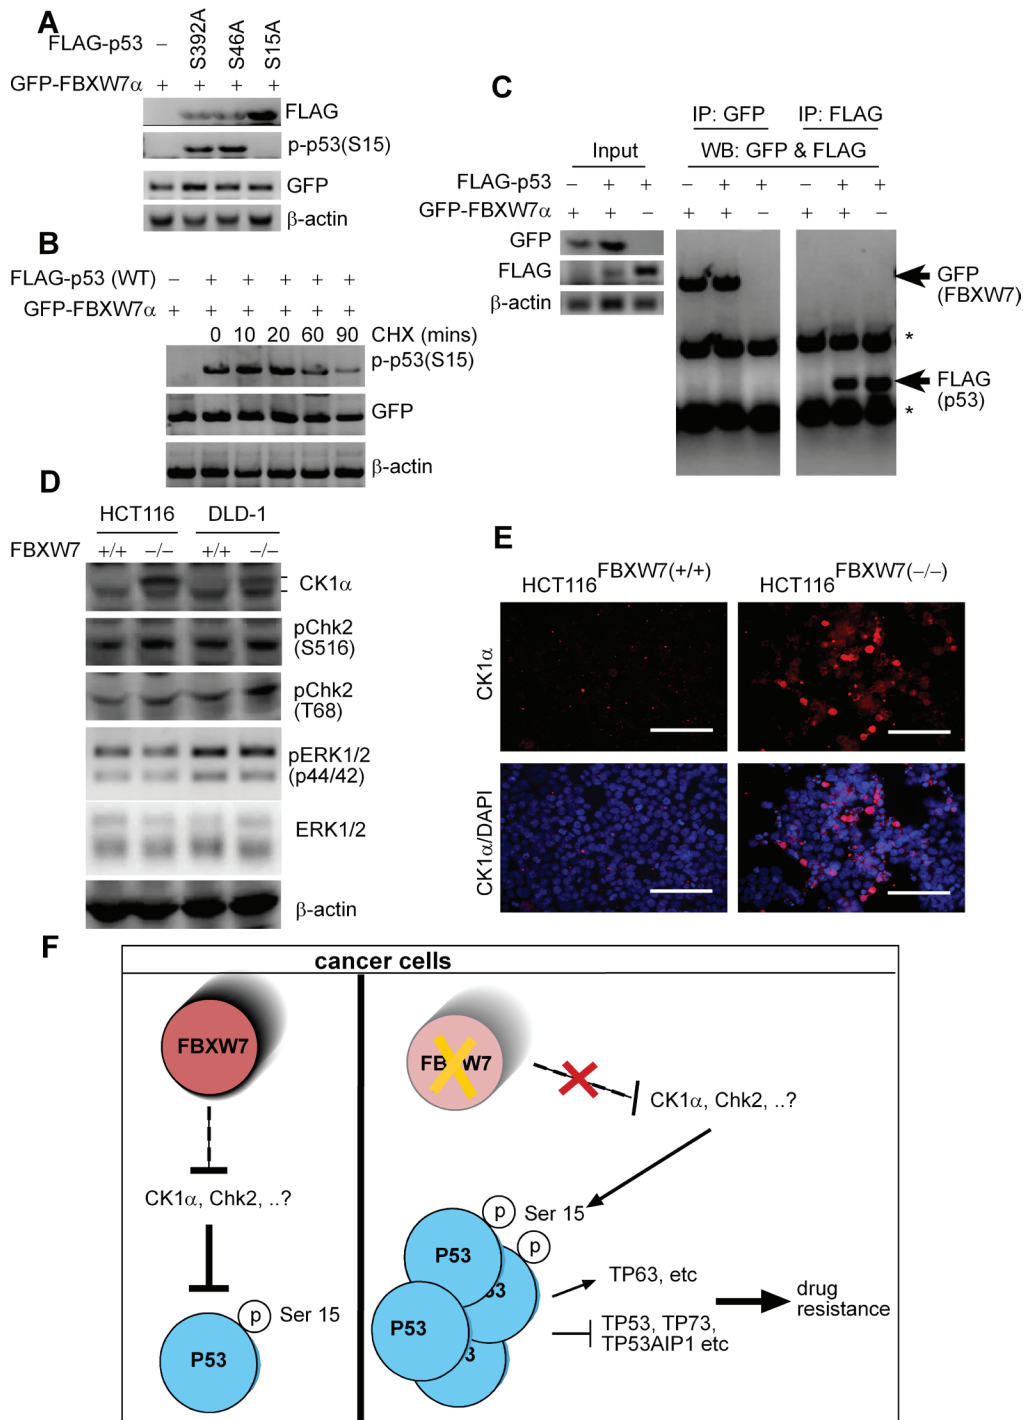 A
FLAG-p53 – S392A S46A S15A
GFP-FBXW7α + + + +
FLAG
p-p53(S15)
GFP
β-actin
B
FLAG-p53 (WT) – + + + + +
GFP-FBXW7α + + + + + +
0 10 20 60 90 CHX (mins)
p-p53(S15)
GFP
β-actin
C
IP: GFP IP: FLAG
Input WB: GFP & FLAG
FLAG-p53 – + + – + + – + +
GFP-FBXW7α + + – + + – + + –
GFP
FLAG
β-actin
GFP
(FBXW7)
*
FLAG
(p53)
*
D
HCT116 DLD-1
FBXW7 +/+ –/– +/+ –/–
CK1α
pChk2
(S516)
pChk2
(T68)
pERK1/2
(p44/42)
ERK1/2
β-actin
E
HCT116FBXW7(+/+) HCT116FBXW7(–/–)
CK1α
CK1α/DAPI
F
cancer cells
FBXW7
CK1α, Chk2, ..?
p Ser 15
P53
FBXW7
CK1α, Chk2, ..?
p Ser 15
p
P53
53
P53
3
TP63, etc
TP53, TP73,
TP53AIP1 etc
drug
resistance